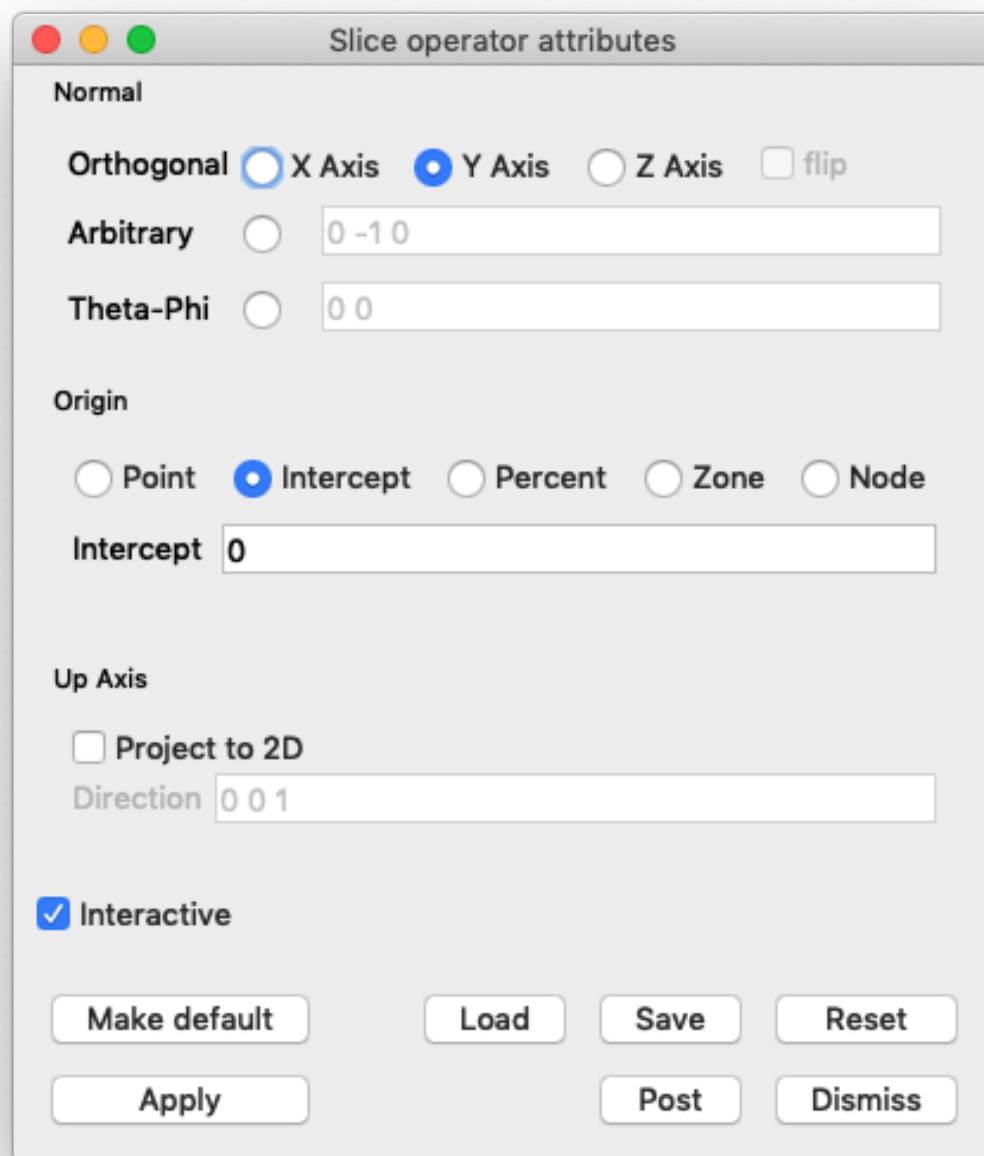 Slice operator attributes
Normal
Orthogonal X Axis Y Axis Z Axis flip
Arbitrary 0 -1 0
Theta-Phi 0 0
Origin
Point Intercept Percent Zone Node
Intercept 0
Up Axis
Project to 2D
Direction 0 0 1
Interactive
Make default Load Save Reset
Apply Post Dismiss